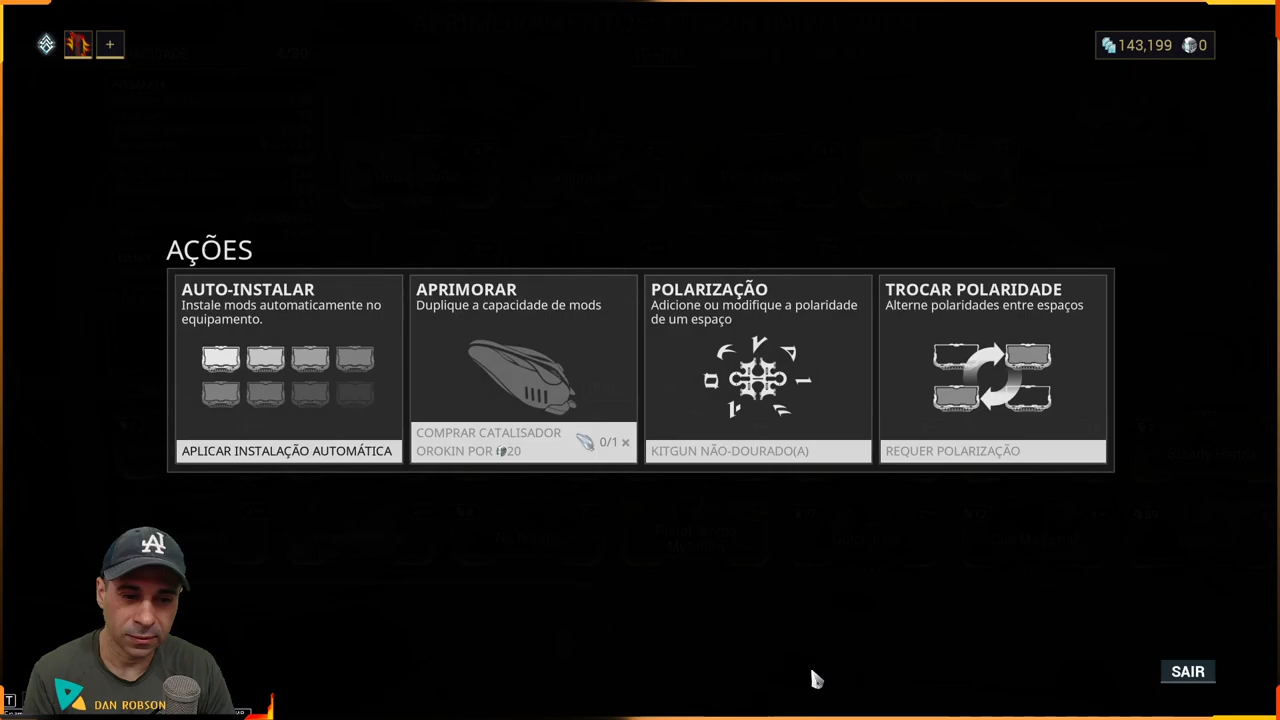 143,199 0
AÇÕES
AUTO-INSTALAR
Instale mods automaticamente no
equipamento.
APLICAR INSTALAÇÃO AUTOMÁTICA
APRIMORAR
Duplique a capacidade de mods
COMPRAR CATALISADOR
OROKIN POR 20
0/1 ×
POLARIZAÇÃO
Adicione ou modifique a polaridade
de um espaço
KITGUN NÃO-DOURADO(A)
TROCAR POLARIDADE
Alterne polaridades entre espaços
REQUER POLARIZAÇÃO
SAIR
T
DAN ROBSON